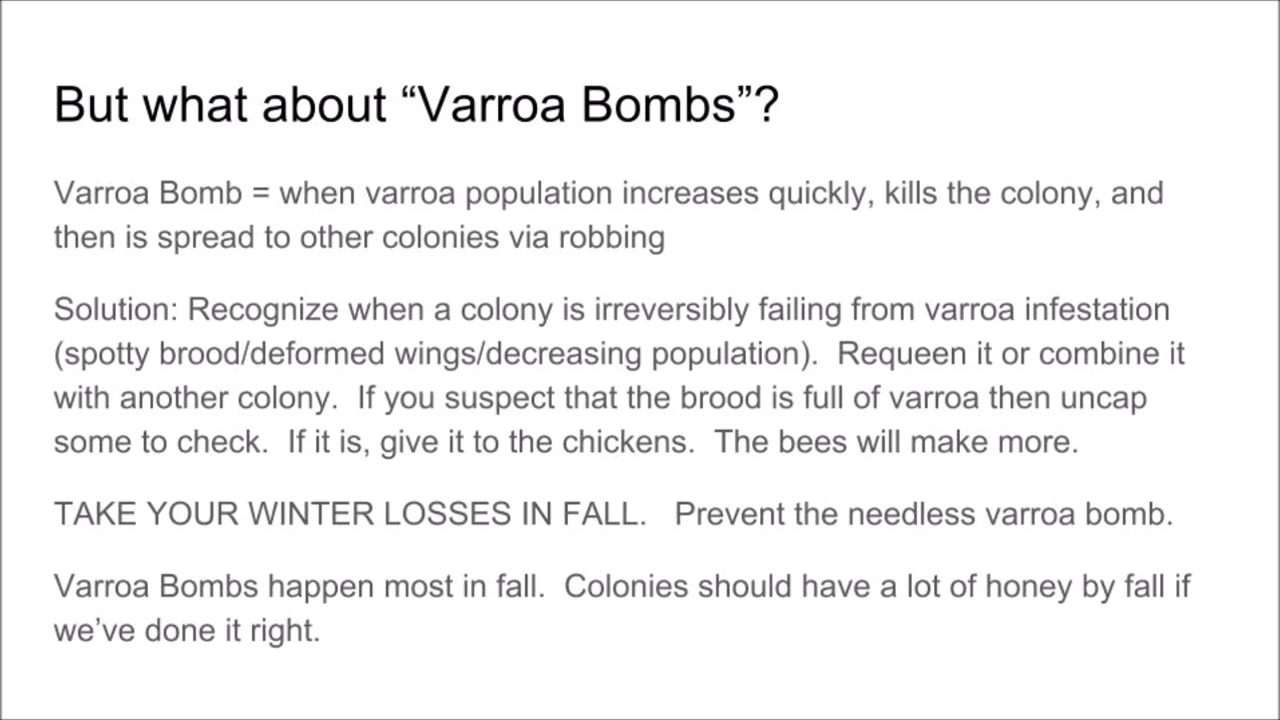 But what about “Varroa Bombs”?
Varroa Bomb = when varroa population increases quickly, kills the colony, and
then is spread to other colonies via robbing
Solution: Recognize when a colony is irreversibly failing from varroa infestation
(spotty brood/deformed wings/decreasing population).  Requeen it or combine it
with another colony.  If you suspect that the brood is full of varroa then uncap
some to check.  If it is, give it to the chickens.  The bees will make more.
TAKE YOUR WINTER LOSSES IN FALL.   Prevent the needless varroa bomb.
Varroa Bombs happen most in fall.  Colonies should have a lot of honey by fall if
we’ve done it right.